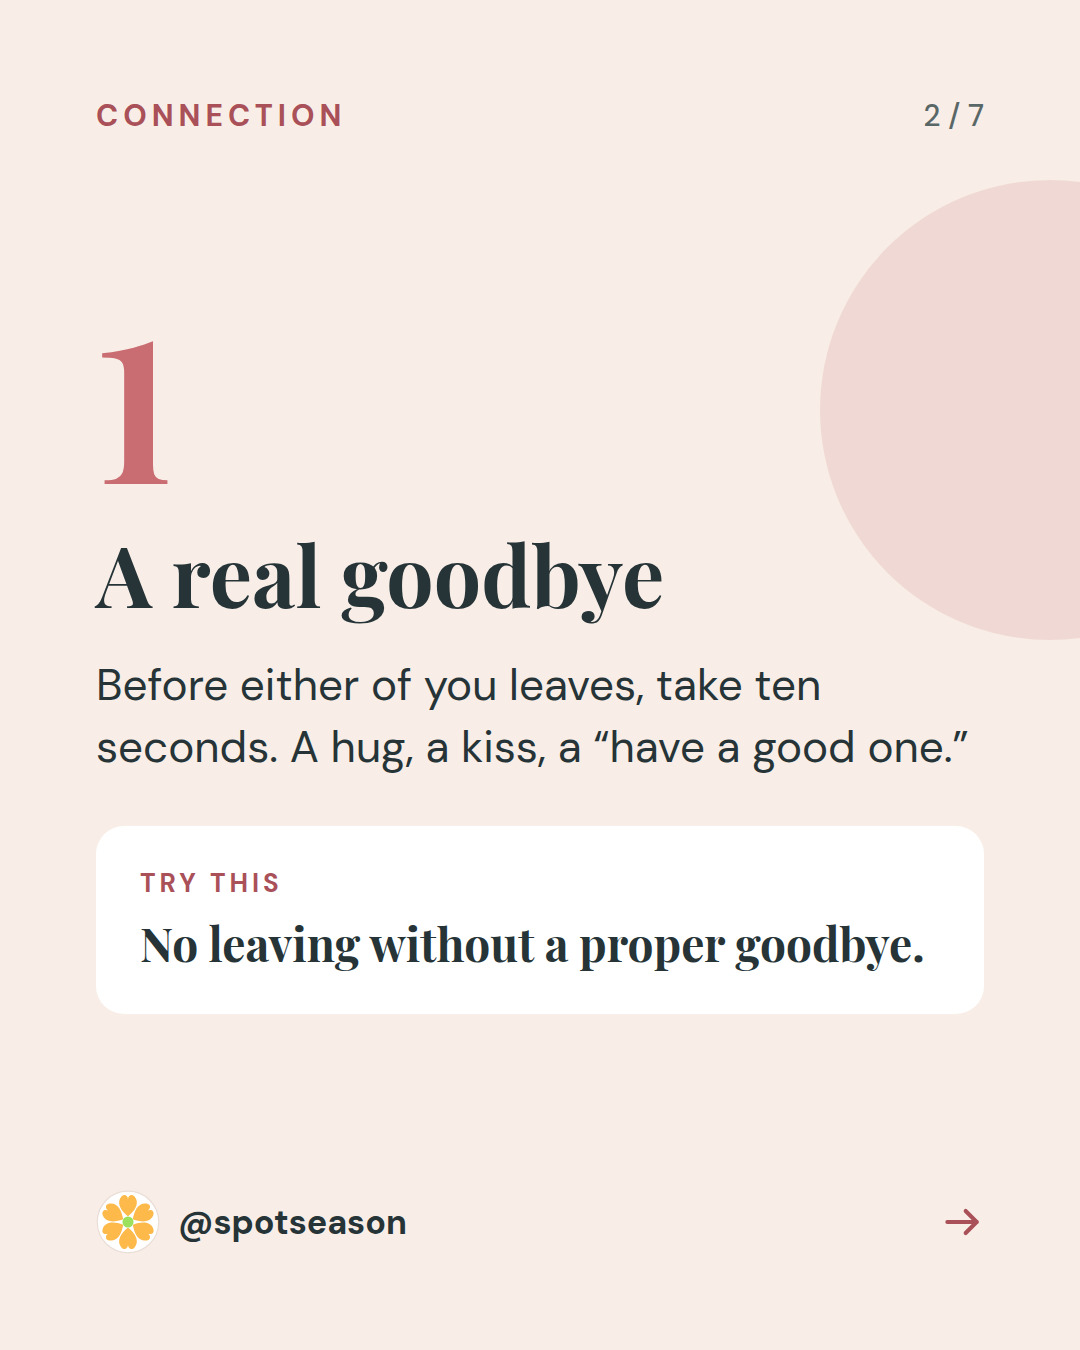 CONNECTION
2 / 7
1
A real goodbye
Before either of you leaves, take ten
seconds. A hug, a kiss, a “have a good one.”
TRY THIS
No leaving without a proper goodbye.
@spotseason